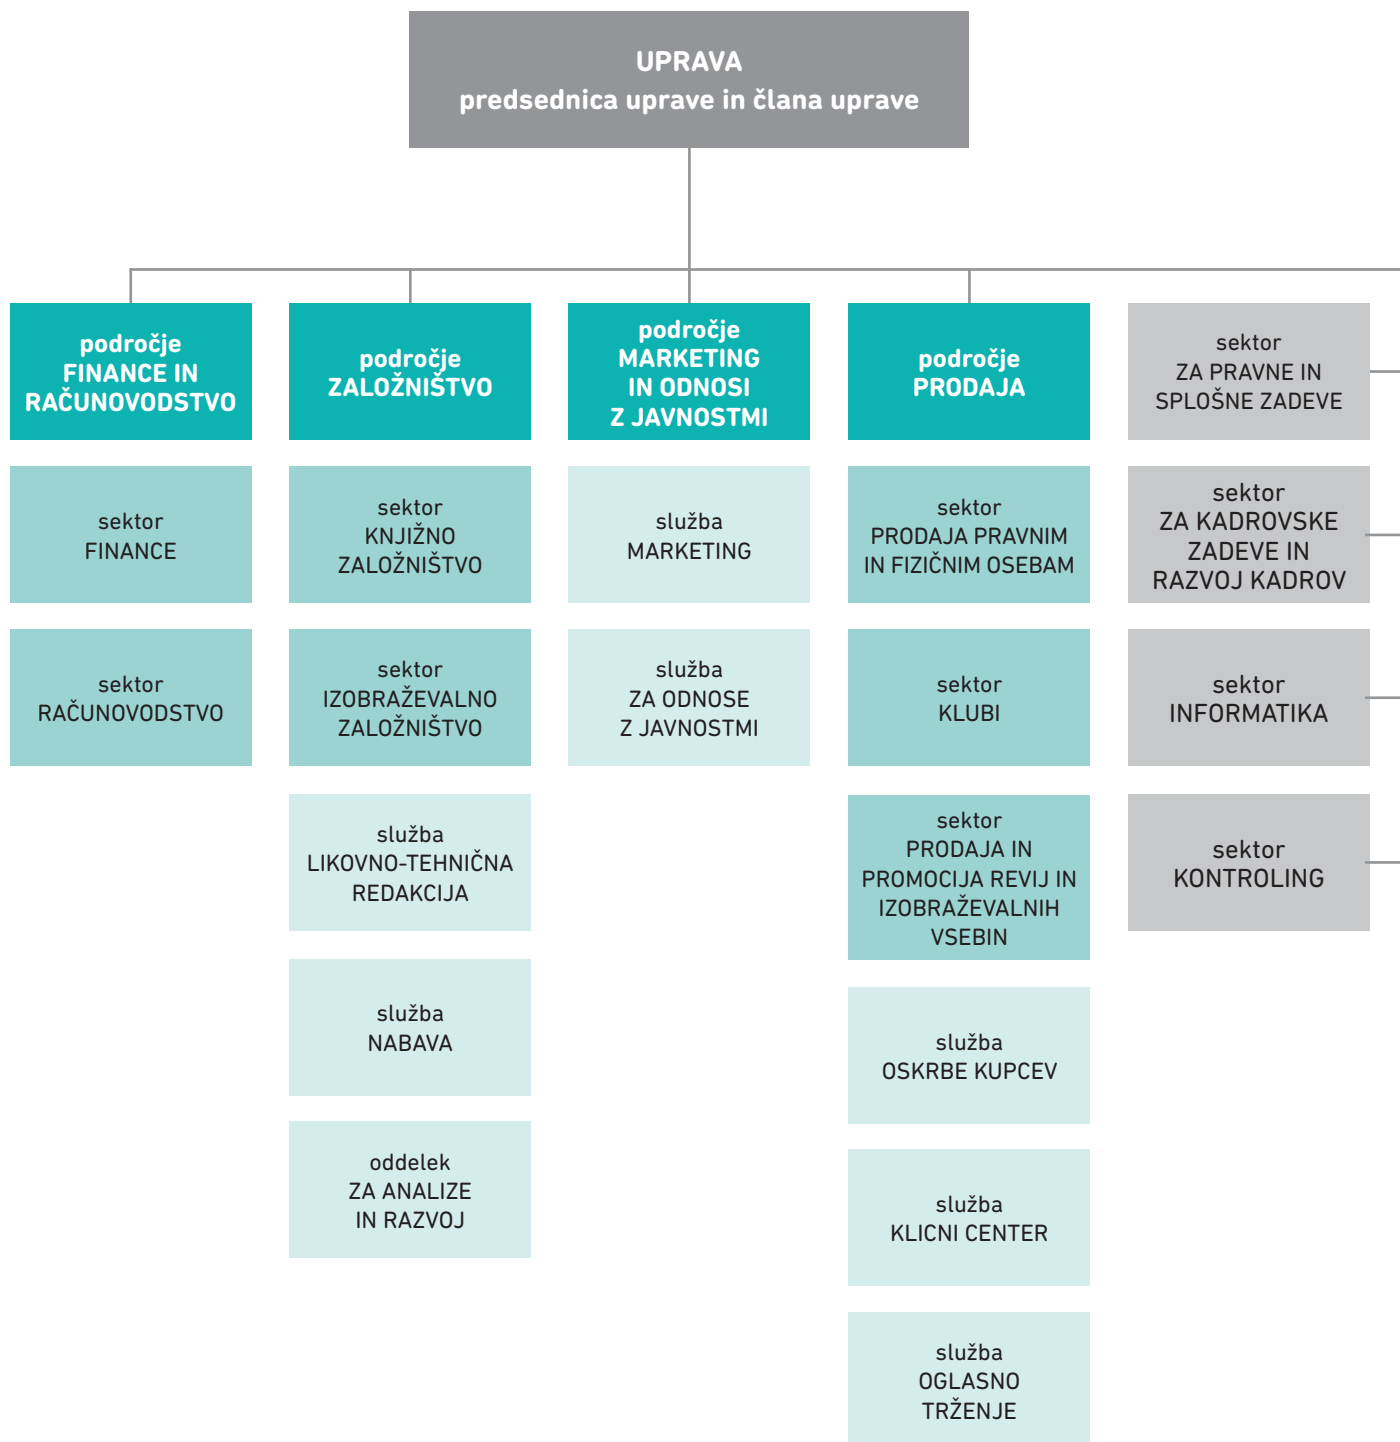 UPRAVA
predsednica uprave in člana uprave
področje
FINANCE IN
RAČUNOVODSTVO
sektor
FINANCE
sektor
RAČUNOVODSTVO
področje
ZALOŽNIŠTVO
sektor
KNJIŽNO
ZALOŽNIŠTVO
sektor
IZOBRAŽEVALNO
ZALOŽNIŠTVO
služba
LIKOVNO-TEHNIČNA
REDAKCIJA
služba
NABAVA
oddelek
ZA ANALIZE
IN RAZVOJ
področje
MARKETING
IN ODNOSI
Z JAVNOSTMI
služba
MARKETING
služba
ZA ODNOSE
Z JAVNOSTMI
področje
PRODAJA
sektor
PRODAJA PRAVNIM
IN FIZIČNIM OSEBAM
sektor
KLUBI
sektor
PRODAJA IN
PROMOCIJA REVIJ IN
IZOBRAŽEVALNIH
VSEBIN
služba
OSKRBE KUPCEV
služba
KLICNI CENTER
služba
OGLASNO
TRŽENJE
sektor
ZA PRAVNE IN
SPLOŠNE ZADEVE
sektor
ZA KADROVSKE
ZADEVE IN
RAZVOJ KADROV
sektor
INFORMATIKA
sektor
KONTROLING